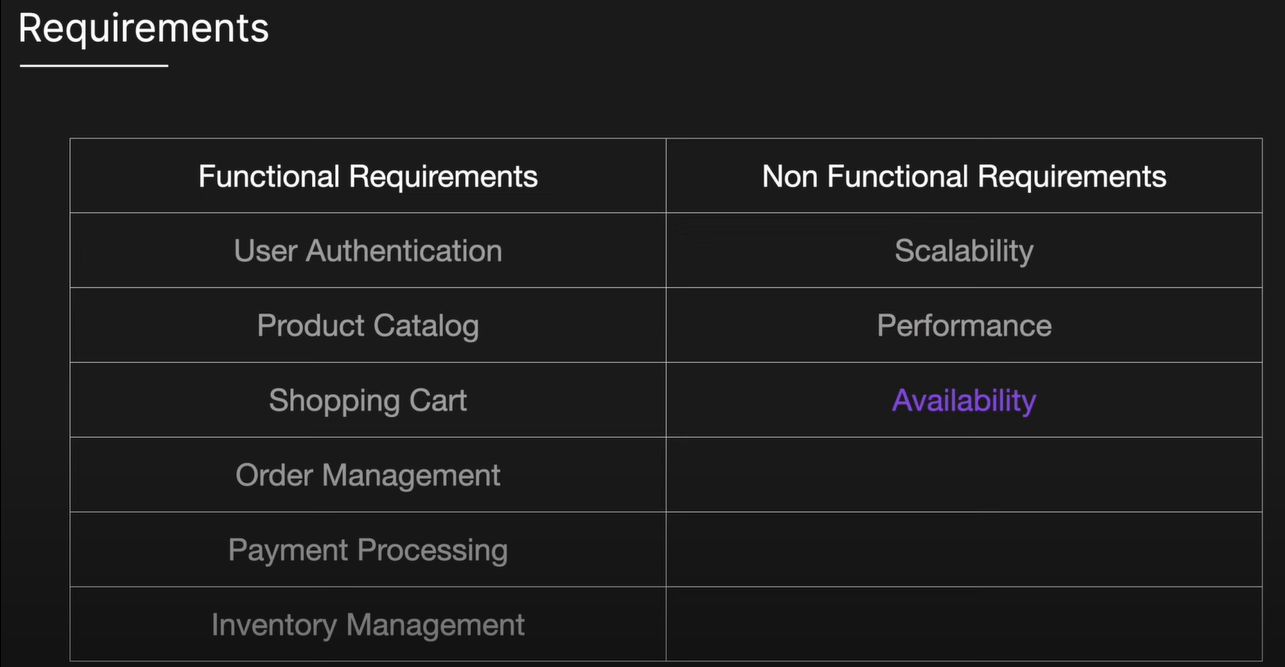 Requirements
Functional Requirements
Non Functional Requirements
User Authentication
Scalability
Product Catalog
Performance
Shopping Cart
Availability
Order Management
Payment Processing
Inventory Management